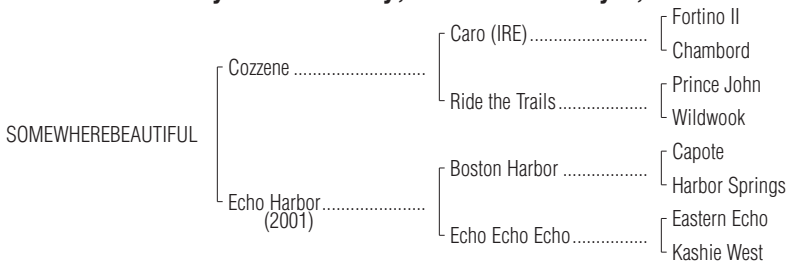 Fortino II
Caro (IRE)..............................
Chambord
Cozzene ............................
Prince John
Ride the Trails...................
Wildwook
SOMEWHEREBEAUTIFUL
Capote
Boston Harbor ..................
Harbor Springs
Echo Harbor......................
(2001)
Eastern Echo
Echo Echo Echo................
Kashie West